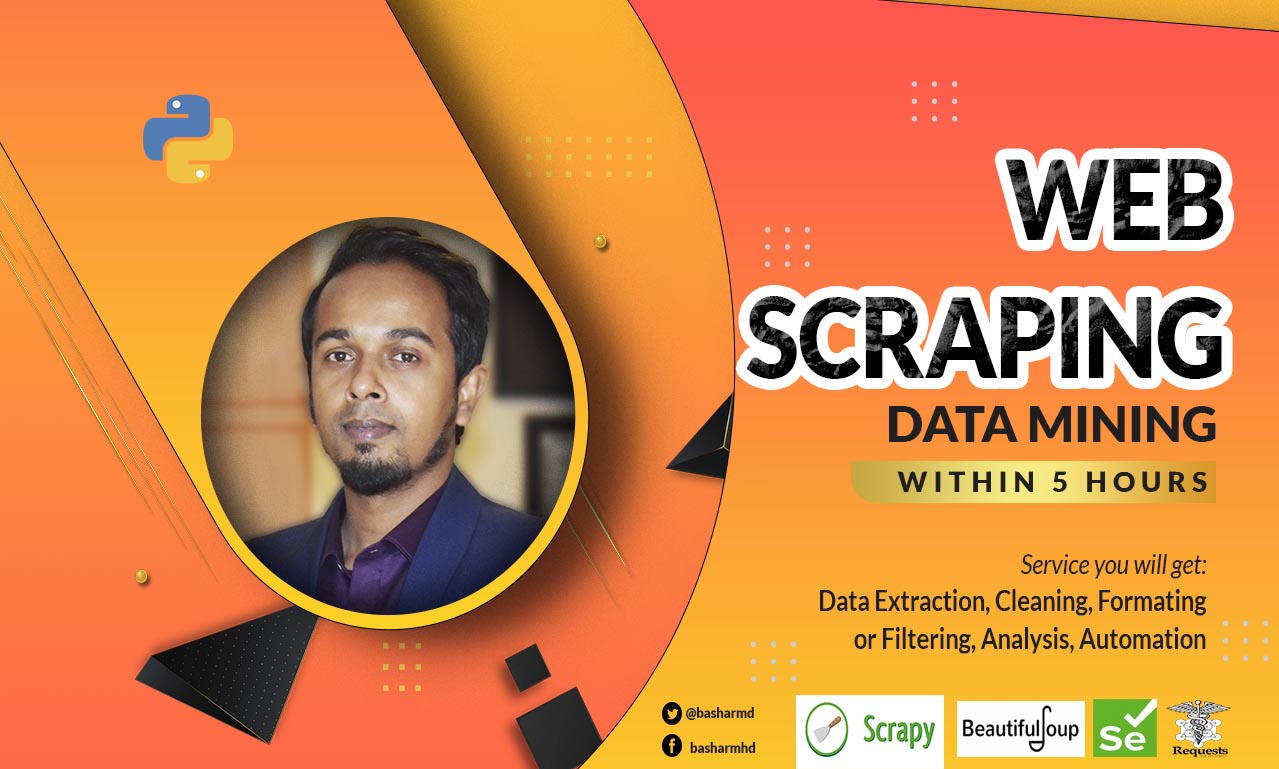 WEB
SCRAPING
DATA MINING
WITHIN 5 HOURS
Service you will get:
Data Extraction, Cleaning, Formating
or Filtering, Analysis, Automation
@basharmd
basharmhd
Scrapy
BeautifulSoup
Se
Requests